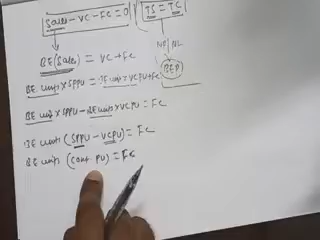 Sales - VC - FC = 0 | TS = TC
NP | NL
BE(Sales) = VC + FC
BEP
BE units x SPPU = BE units x VCPU + FC
BE units x SPPU - BE units x VCPU = FC
BE units (SPPU - VCPU) = FC
BE units (Cont PU) = FC